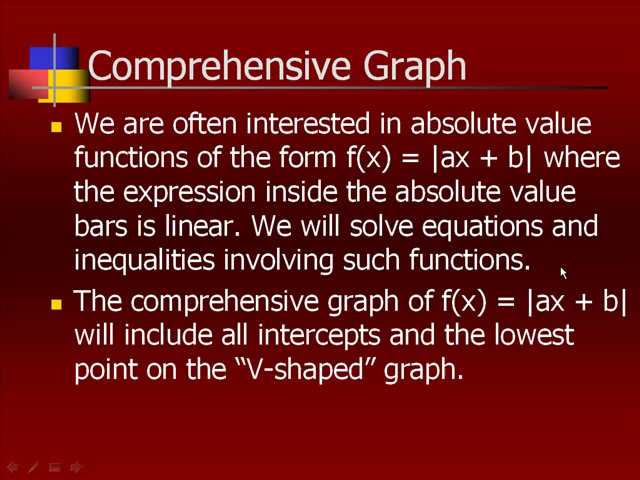 Comprehensive Graph
We are often interested in absolute value
functions of the form f(x) = |ax + b| where
the expression inside the absolute value
bars is linear. We will solve equations and
inequalities involving such functions.
The comprehensive graph of f(x) = |ax + b|
will include all intercepts and the lowest
point on the “V-shaped” graph.